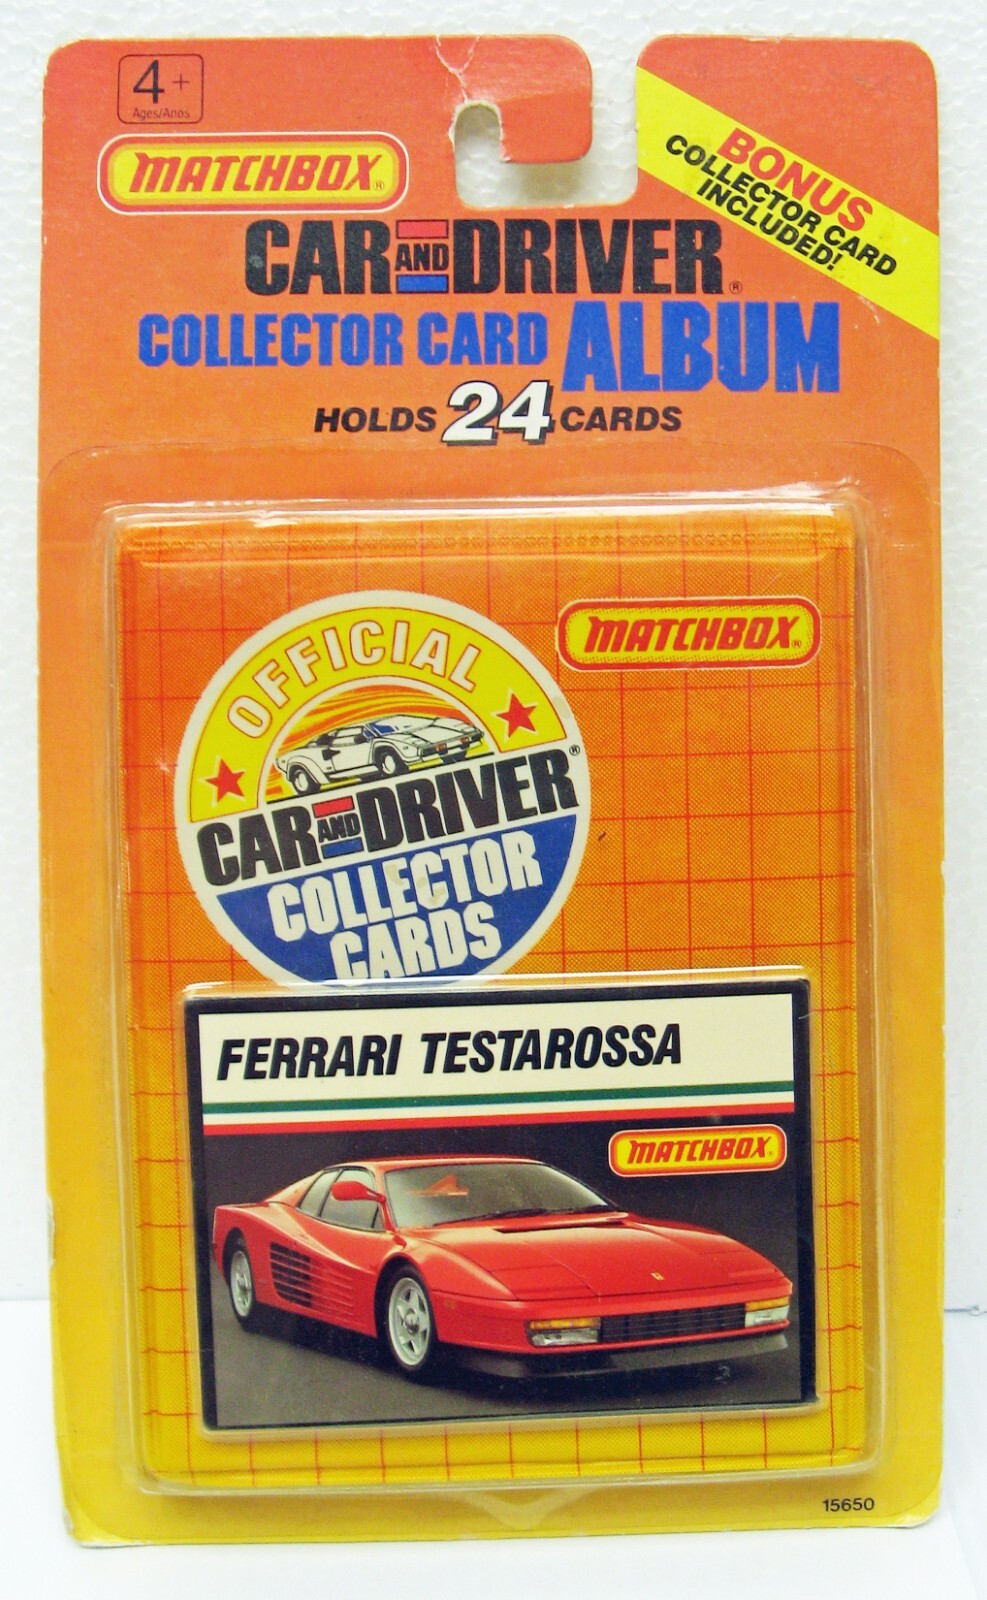 4+
Ages/Anos
MATCHBOX®
BONUS
COLLECTOR CARD
INCLUDED!
CAR AND DRIVER®
COLLECTOR CARD ALBUM
HOLDS 24 CARDS
OFFICIAL
MATCHBOX®
CAR AND DRIVER®
COLLECTOR
CARDS
FERRARI TESTAROSSA
MATCHBOX®
15650